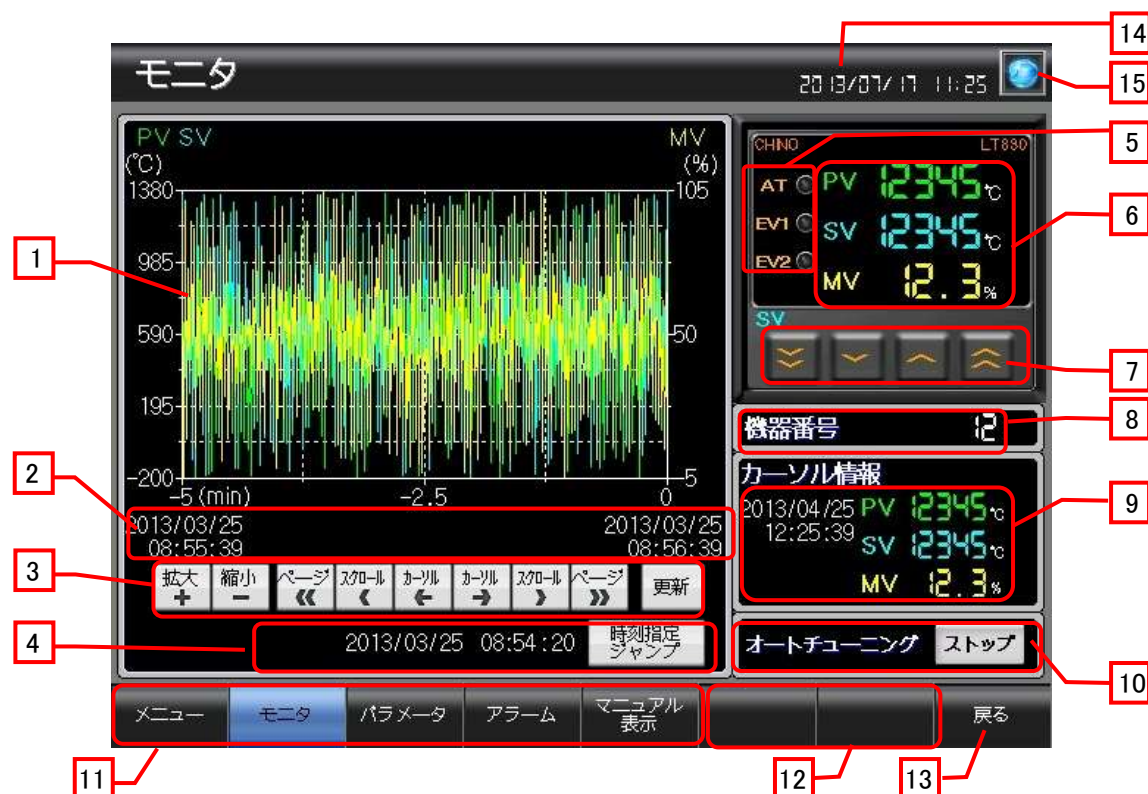 14
モニタ
2013/07/17 11:25
15
PV SV
MV
(℃)
(%)
1380
105
985
590
50
195
-200
-5
-5 (min)
-2.5
0
1
2013/03/25
08:55:39
2013/03/25
08:56:39
2
拡大
+
縮小
−
ページ
《
スクロール
〈
カーソル
←
カーソル
→
スクロール
〉
ページ
》
更新
3
2013/03/25 08:54:20
時刻指定
ジャンプ
4
CHINO
LT830
5
AT
EV1
EV2
PV 12345℃
SV 12345℃
MV 12.3%
6
SV
7
機器番号 12
8
カーソル情報
2013/04/25
12:25:39
PV 12345℃
SV 12345℃
MV 12.3%
9
オートチューニング ストップ
10
メニュー
モニタ
パラメータ
アラーム
マニュアル
表示
戻る
11
12
13